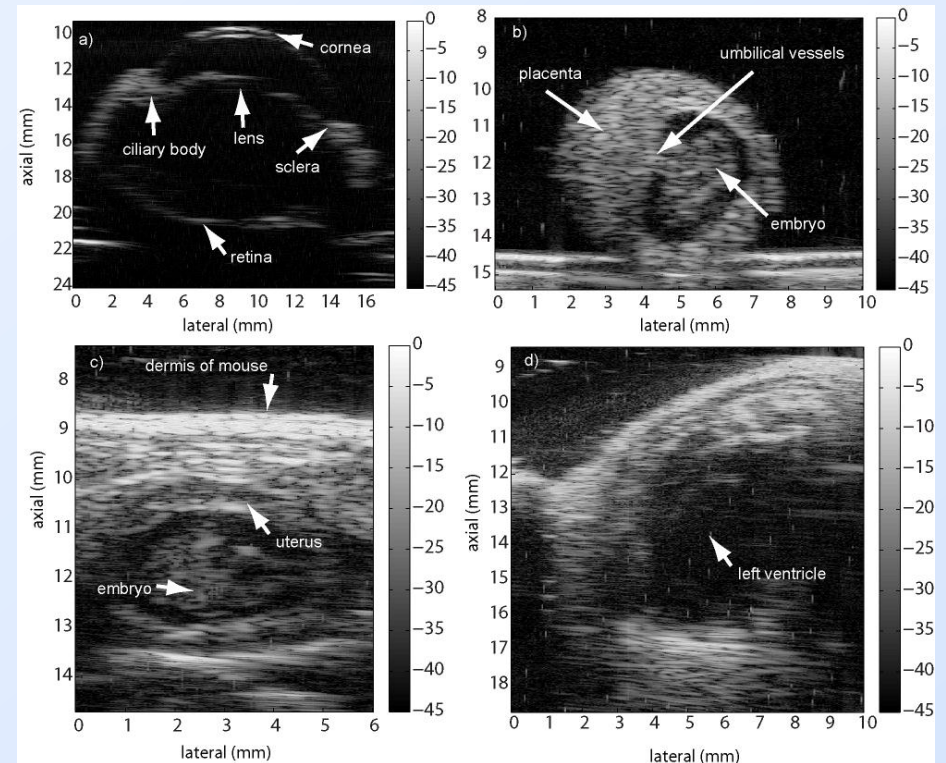 a)
cornea
ciliary body
lens
sclera
retina
axial (mm)
10
12
14
16
18
20
22
24
0 2 4 6 8 10 12 14 16
lateral (mm)
0
−5
−10
−15
−20
−25
−30
−35
−40
−45
b)
umbilical vessels
placenta
embryo
8
9
10
11
12
13
14
15
0 1 2 3 4 5 6 7 8 9 10
lateral (mm)
0
−5
−10
−15
−20
−25
−30
−35
−40
−45
c)
dermis of mouse
uterus
embryo
axial (mm)
8
9
10
11
12
13
14
0 1 2 3 4 5 6
lateral (mm)
0
−5
−10
−15
−20
−25
−30
−35
−40
−45
d)
left ventricle
axial (mm)
9
10
11
12
13
14
15
16
17
18
0 1 2 3 4 5 6 7 8 9 10
lateral (mm)
0
−5
−10
−15
−20
−25
−30
−35
−40
−45